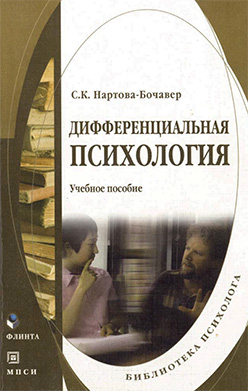 С.К. Нартова-Бочавер
ДИФФЕРЕНЦИАЛЬНАЯ
ПСИХОЛОГИЯ
Учебное пособие
БИБЛИОТЕКА ПСИХОЛОГА
ФЛИНТА
МПСИ